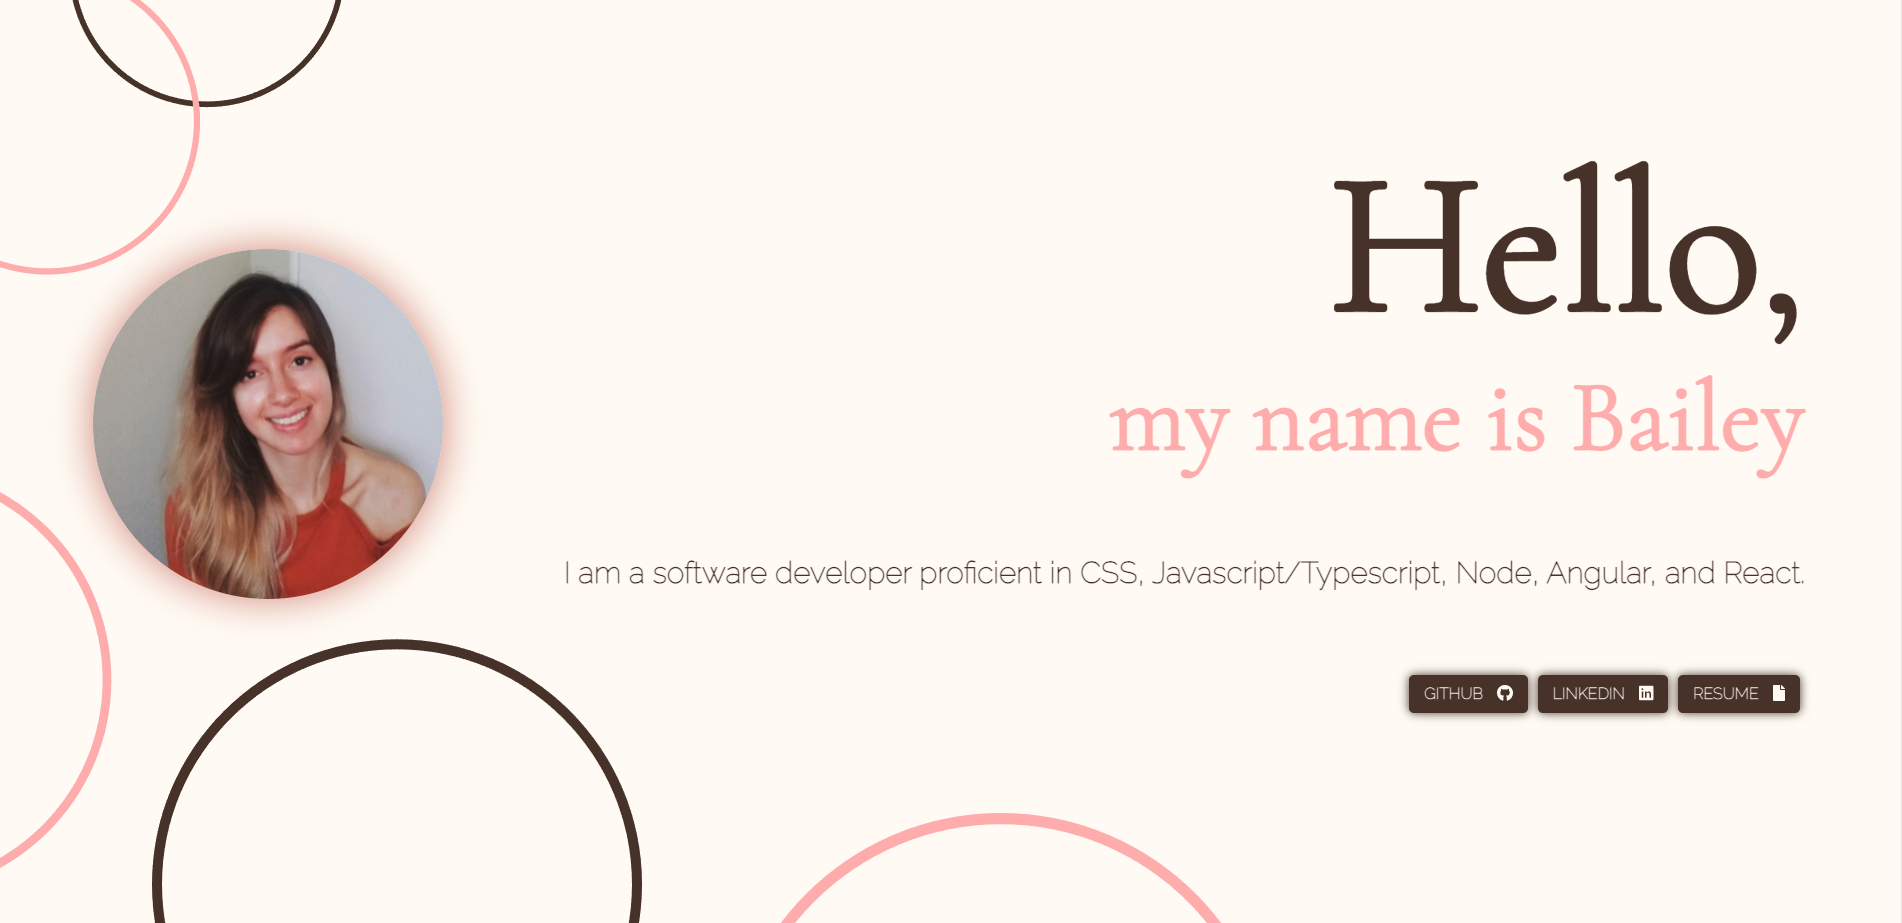 Hello,
my name is Bailey
I am a software developer proficient in CSS, Javascript/Typescript, Node, Angular, and React.
GITHUB LINKEDIN RESUME